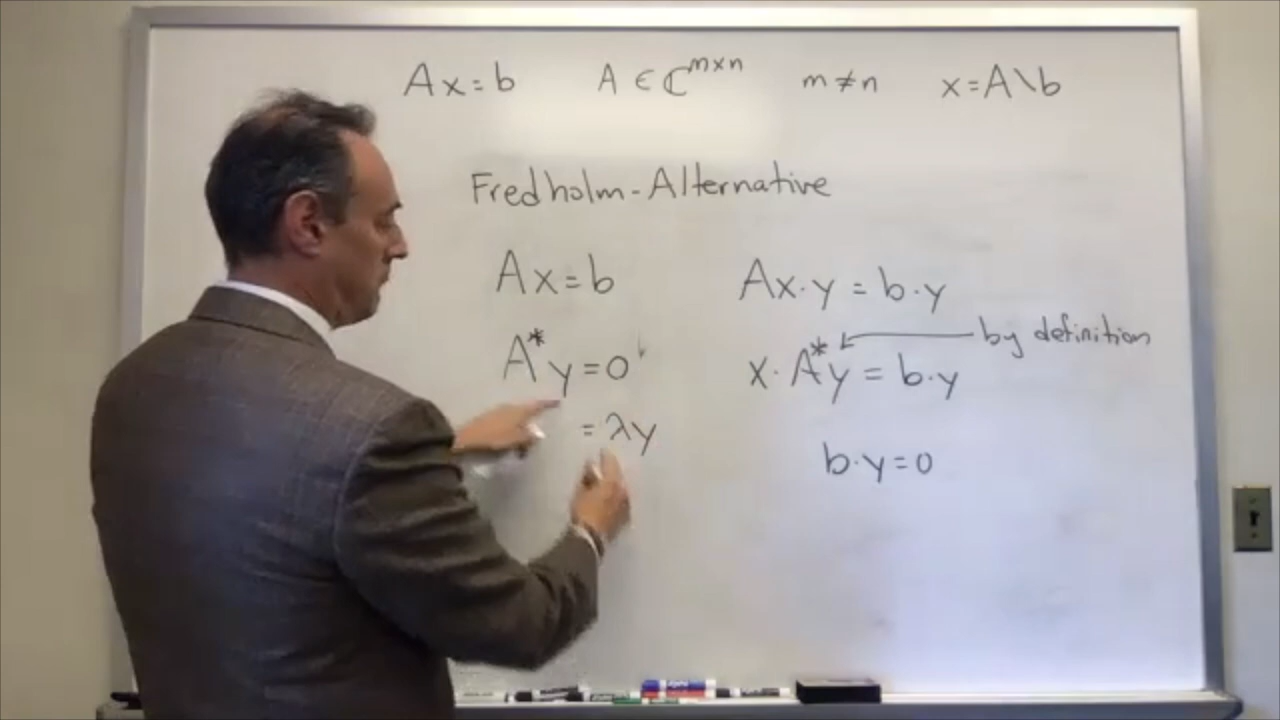 Ax=b A∈ℂ^{m×n} m≠n x=A\b
Fredholm-Alternative
Ax=b Ax·y=b·y
by definition
A*y=0 x·A*y=b·y
=λy
b·y=0